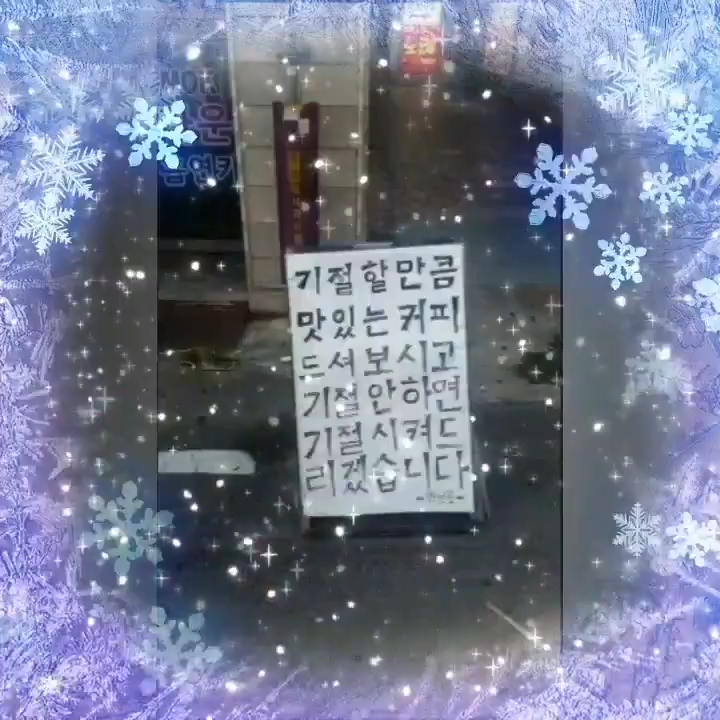 기절할만큼
맛있는 커피
드셔보시고
기절안하면
기절시켜드
리겠습니다